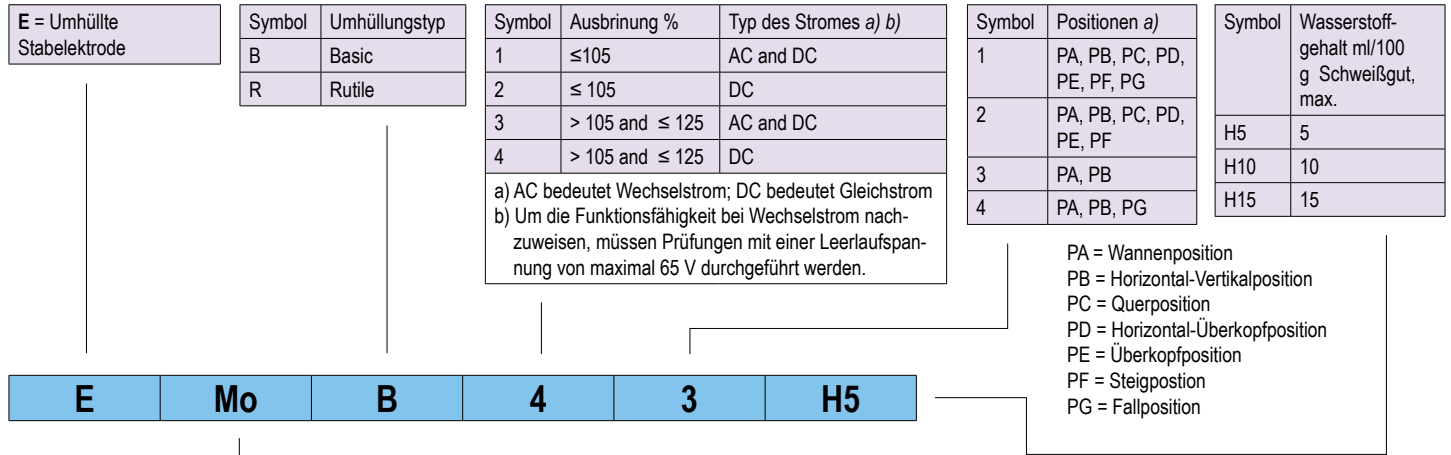 E = Umhüllte
Stabelektrode
Symbol Umhüllungstyp
B Basic
R Rutile
Symbol Ausbrinung % Typ des Stromes a) b)
1 ≤105 AC and DC
2 ≤ 105 DC
3 > 105 and ≤ 125 AC and DC
4 > 105 and ≤ 125 DC
a) AC bedeutet Wechselstrom; DC bedeutet Gleichstrom
b) Um die Funktionsfähigkeit bei Wechselstrom nach-
zuweisen, müssen Prüfungen mit einer Leerlaufspan-
nung von maximal 65 V durchgeführt werden.
Symbol Positionen a)
1 PA, PB, PC, PD,
PE, PF, PG
2 PA, PB, PC, PD,
PE, PF
3 PA, PB
4 PA, PB, PG
Symbol Wasserstoff-
gehalt ml/100
g Schweißgut,
max.
H5 5
H10 10
H15 15
PA = Wannenposition
PB = Horizontal-Vertikalposition
PC = Querposition
PD = Horizontal-Überkopfposition
PE = Überkopfposition
PF = Steigpostion
PG = Fallposition
E Mo B 4 3 H5